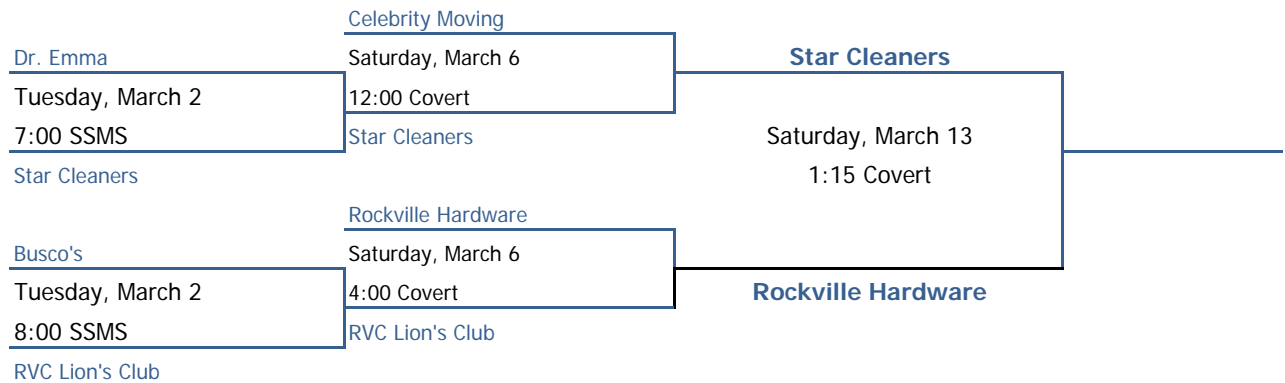 Celebrity Moving
Dr. Emma
Saturday, March 6
Star Cleaners
Tuesday, March 2
12:00 Covert
7:00 SSMS
Star Cleaners
Saturday, March 13
Star Cleaners
1:15 Covert
Rockville Hardware
Busco's
Saturday, March 6
Tuesday, March 2
4:00 Covert
Rockville Hardware
8:00 SSMS
RVC Lion's Club
RVC Lion's Club